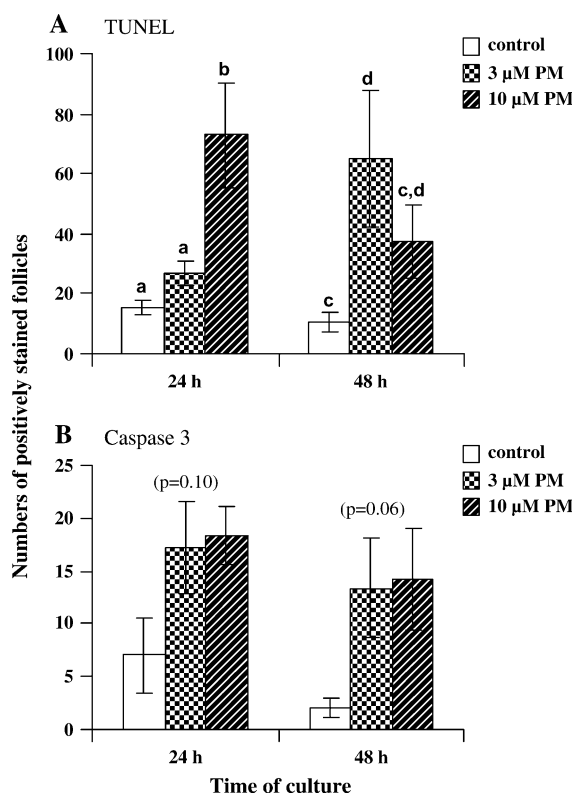 A TUNEL
control
3 µM PM
10 µM PM
100
80
60
40
20
0
a
a
b
c
d
c,d
24 h
48 h
Numbers of positively stained follicles
B Caspase 3
control
3 µM PM
10 µM PM
25
20
15
10
5
0
(p=0.10)
(p=0.06)
24 h
48 h
Time of culture